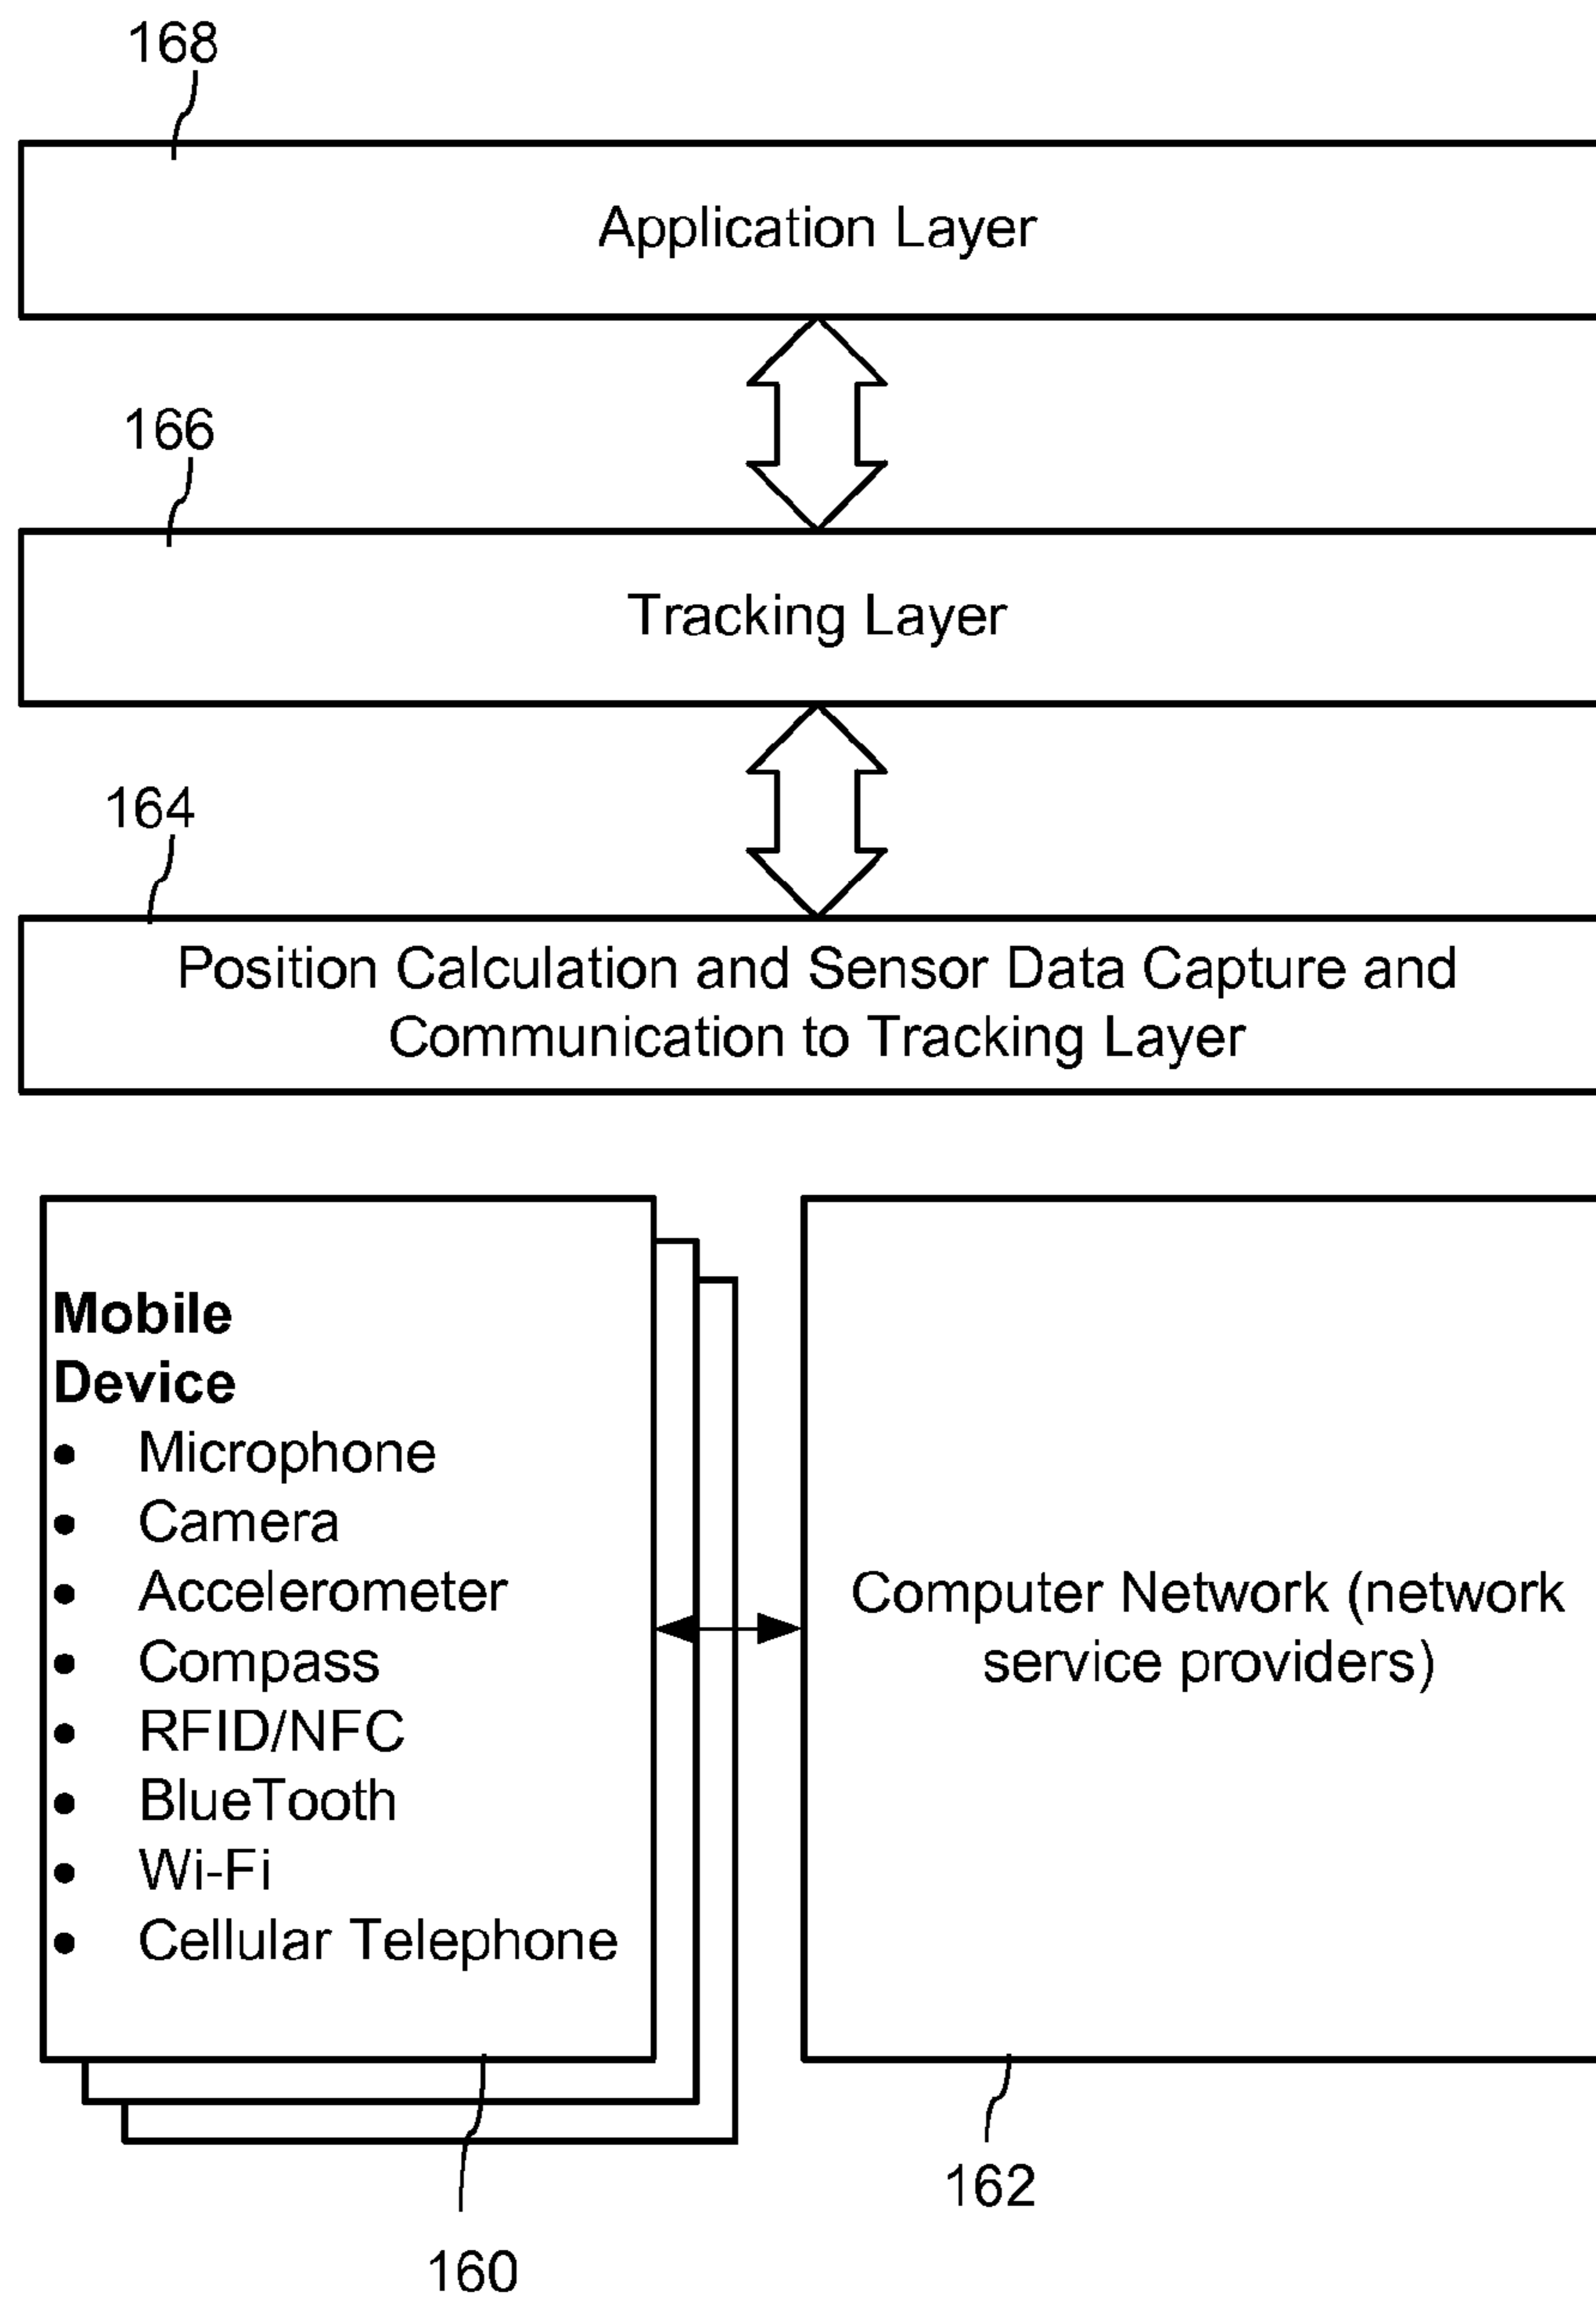 168
Application Layer
166
Tracking Layer
164
Position Calculation and Sensor Data Capture and
Communication to Tracking Layer
Mobile
Device
• Microphone
• Camera
• Accelerometer
• Compass
• RFID/NFC
• BlueTooth
• Wi-Fi
• Cellular Telephone
Computer Network (network
service providers)
162
160